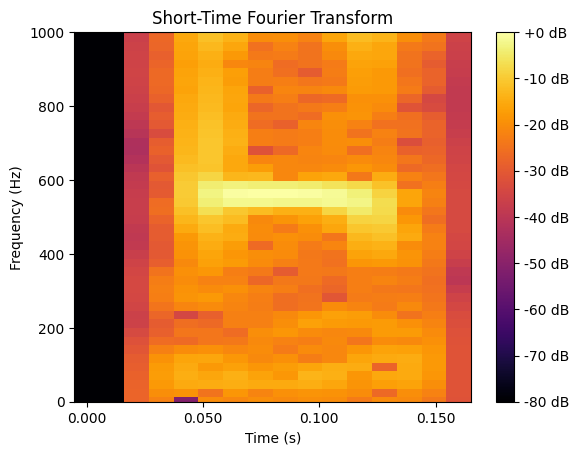 Short-Time Fourier Transform
1000
800
600
400
200
0
Frequency (Hz)
0.000
0.050
0.100
0.150
Time (s)
+0 dB
-10 dB
-20 dB
-30 dB
-40 dB
-50 dB
-60 dB
-70 dB
-80 dB